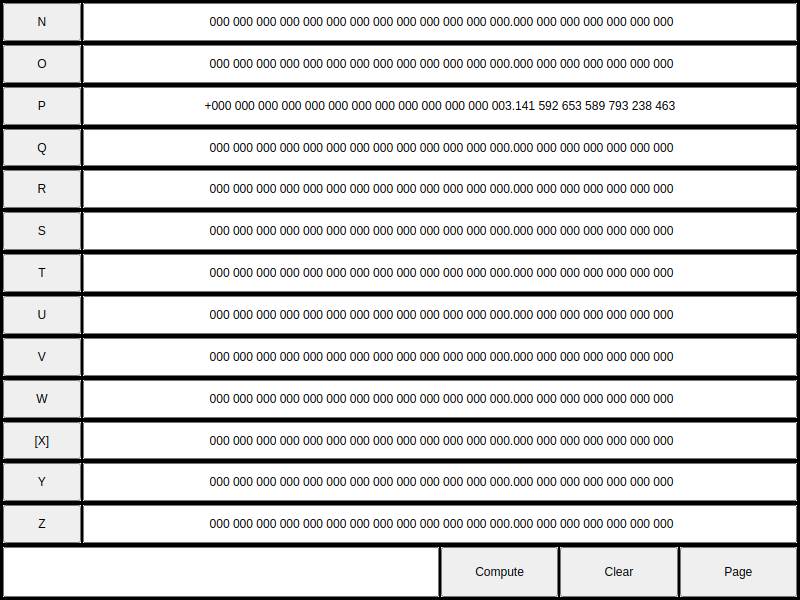 N 000 000 000 000 000 000 000 000 000 000 000 000 000.000 000 000 000 000 000 000
O 000 000 000 000 000 000 000 000 000 000 000 000 000.000 000 000 000 000 000 000
P +000 000 000 000 000 000 000 000 000 000 000 000 003.141 592 653 589 793 238 463
Q 000 000 000 000 000 000 000 000 000 000 000 000 000.000 000 000 000 000 000 000
R 000 000 000 000 000 000 000 000 000 000 000 000 000.000 000 000 000 000 000 000
S 000 000 000 000 000 000 000 000 000 000 000 000 000.000 000 000 000 000 000 000
T 000 000 000 000 000 000 000 000 000 000 000 000 000.000 000 000 000 000 000 000
U 000 000 000 000 000 000 000 000 000 000 000 000 000.000 000 000 000 000 000 000
V 000 000 000 000 000 000 000 000 000 000 000 000 000.000 000 000 000 000 000 000
W 000 000 000 000 000 000 000 000 000 000 000 000 000.000 000 000 000 000 000 000
[X] 000 000 000 000 000 000 000 000 000 000 000 000 000.000 000 000 000 000 000 000
Y 000 000 000 000 000 000 000 000 000 000 000 000 000.000 000 000 000 000 000 000
Z 000 000 000 000 000 000 000 000 000 000 000 000 000.000 000 000 000 000 000 000
Compute Clear Page